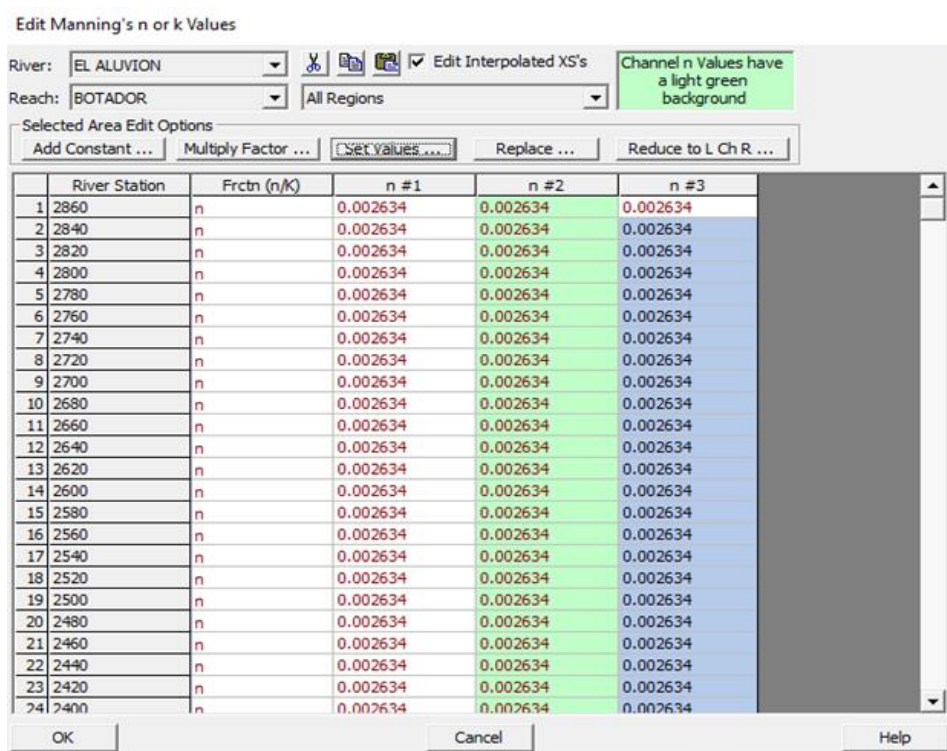 Edit Manning's n or k Values
River: EL ALUVION Edit Interpolated XS's
Channel n Values have
a light green
background
Reach: BOTADOR All Regions
Selected Area Edit Options
Add Constant ... Multiply Factor ... Set Values ... Replace ... Reduce to L Ch R ...
River Station Frctn (n/K) n #1 n #2 n #3
1 2860 n 0.002634 0.002634 0.002634
2 2840 n 0.002634 0.002634 0.002634
3 2820 n 0.002634 0.002634 0.002634
4 2800 n 0.002634 0.002634 0.002634
5 2780 n 0.002634 0.002634 0.002634
6 2760 n 0.002634 0.002634 0.002634
7 2740 n 0.002634 0.002634 0.002634
8 2720 n 0.002634 0.002634 0.002634
9 2700 n 0.002634 0.002634 0.002634
10 2680 n 0.002634 0.002634 0.002634
11 2660 n 0.002634 0.002634 0.002634
12 2640 n 0.002634 0.002634 0.002634
13 2620 n 0.002634 0.002634 0.002634
14 2600 n 0.002634 0.002634 0.002634
15 2580 n 0.002634 0.002634 0.002634
16 2560 n 0.002634 0.002634 0.002634
17 2540 n 0.002634 0.002634 0.002634
18 2520 n 0.002634 0.002634 0.002634
19 2500 n 0.002634 0.002634 0.002634
20 2480 n 0.002634 0.002634 0.002634
21 2460 n 0.002634 0.002634 0.002634
22 2440 n 0.002634 0.002634 0.002634
23 2420 n 0.002634 0.002634 0.002634
24 2400 n 0.002634 0.002634 0.002634
OK Cancel Help